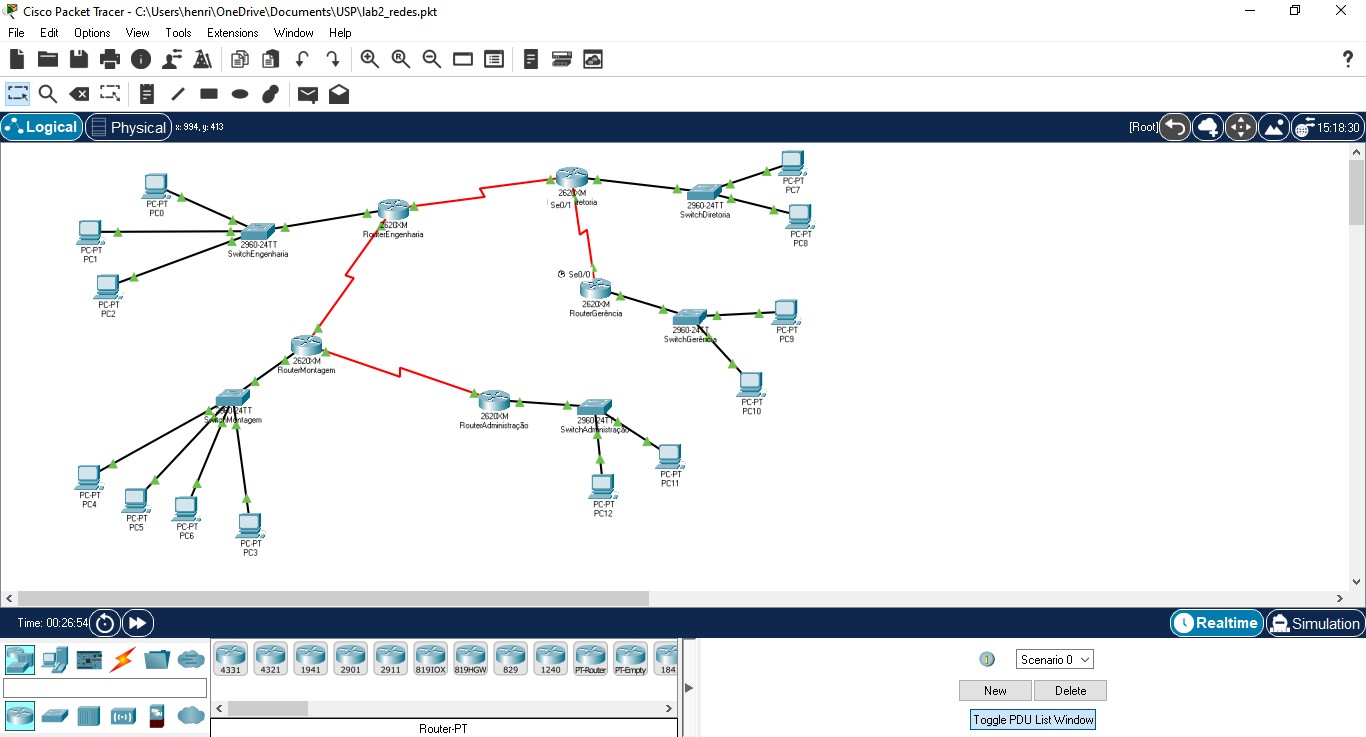 Cisco Packet Tracer - C:\Users\henri\OneDrive\Documents\USP\lab2_redes.pkt
File Edit Options View Tools Extensions Window Help
?
Logical Physical x: 994, y: 413 [Root] 15:18:30
PC-PT
PC0
PC-PT
PC1
PC-PT
PC2
2960-24TT
SwitchEngenharia
2620XM
RouterEngenharia
2620XM
Se0/1
2960-24TT
SwitchDiretoria
PC-PT
PC7
PC-PT
PC8
Se0/0
2620XM
RouterGerência
2960-24TT
SwitchGerência
PC-PT
PC9
PC-PT
PC10
2620XM
RouterMontagem
2960-24TT
SwitchMontagem
2620XM
RouterAdministração
2960-24TT
SwitchAdministração
PC-PT
PC11
PC-PT
PC12
PC-PT
PC4
PC-PT
PC5
PC-PT
PC6
PC-PT
PC3
Time: 00:26:54 Realtime Simulation
4331 4321 1941 2901 2911 819IOX 819HGW 829 1240 PT-Router PT-Empty 184
Router-PT
Scenario 0
New Delete
Toggle PDU List Window